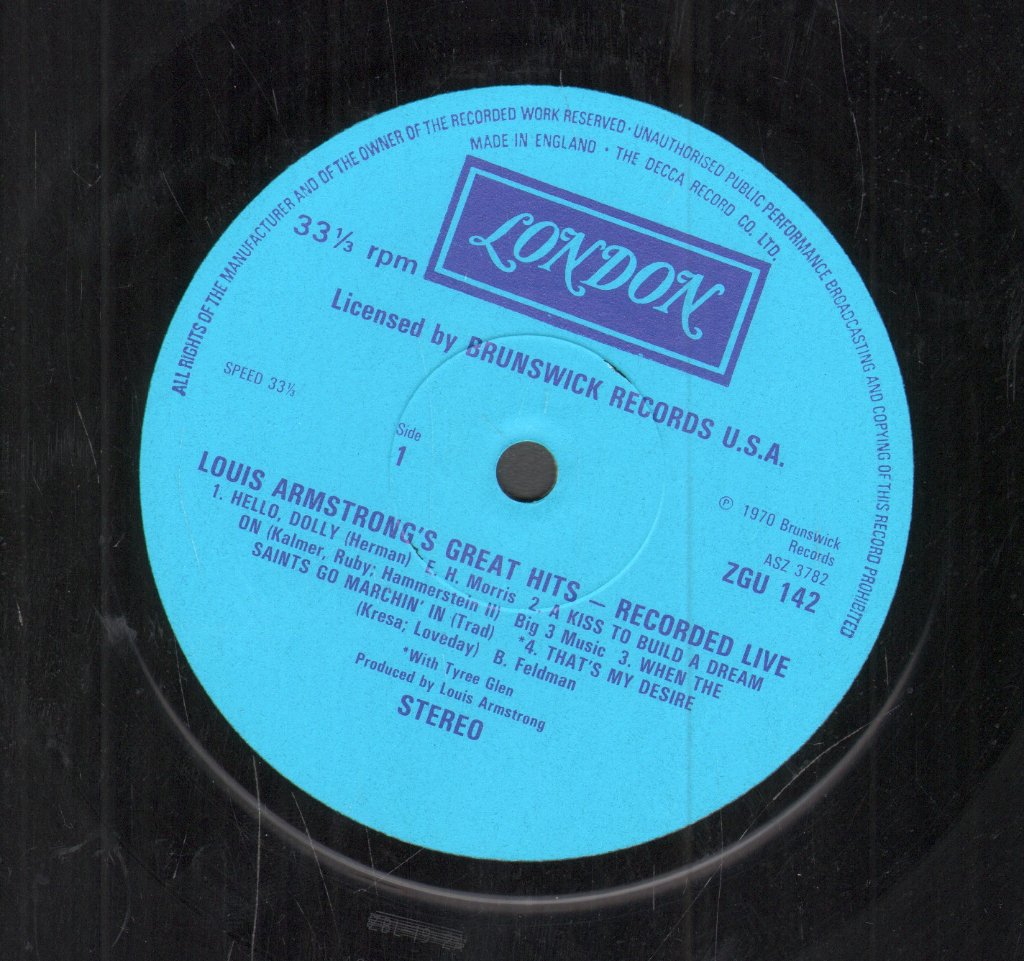 ALL RIGHTS OF THE MANUFACTURER AND OF THE OWNER OF THE RECORDED WORK RESERVED · UNAUTHORISED PUBLIC PERFORMANCE BROADCASTING AND COPYING OF THIS RECORD PROHIBITED
MADE IN ENGLAND · THE DECCA RECORD CO. LTD.
LONDON
33⅓ rpm
Licensed by BRUNSWICK RECORDS U.S.A.
SPEED 33⅓
Side
1
℗ 1970 Brunswick
Records
ASZ 3782
ZGU 142
LOUIS ARMSTRONG'S GREAT HITS – RECORDED LIVE
1. HELLO, DOLLY (Herman) E. H. Morris 2. A KISS TO BUILD A DREAM
ON (Kalmer, Ruby; Hammerstein II) Big 3 Music 3. WHEN THE
SAINTS GO MARCHIN' IN (Trad) *4. THAT'S MY DESIRE
(Kresa; Loveday) B. Feldman
*With Tyree Glen
Produced by Louis Armstrong
STEREO